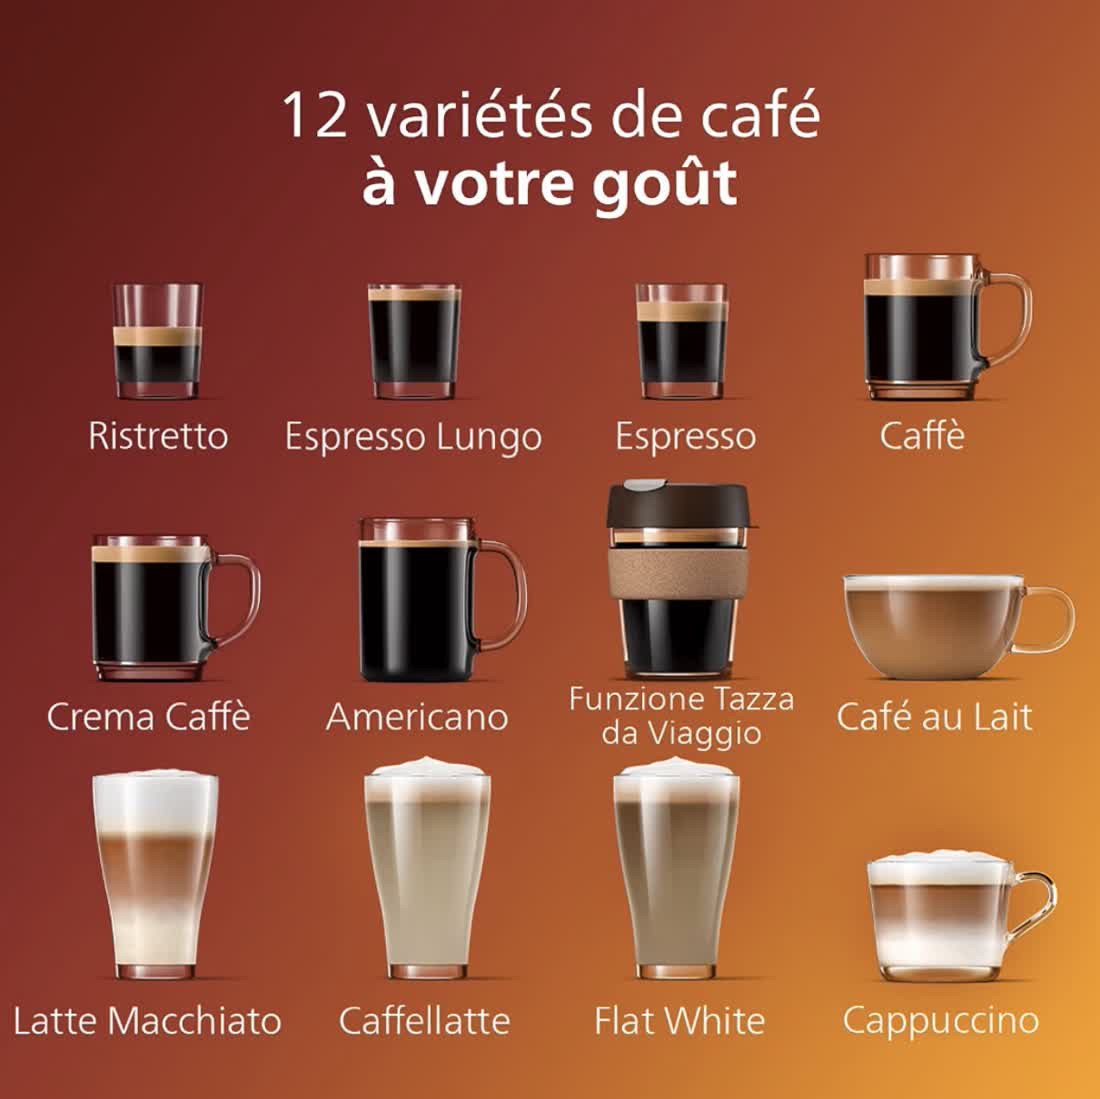 12 variétés de café
à votre goût
Ristretto
Espresso Lungo
Espresso
Caffè
Crema Caffè
Americano
Funzione Tazza
da Viaggio
Café au Lait
Latte Macchiato
Caffellatte
Flat White
Cappuccino